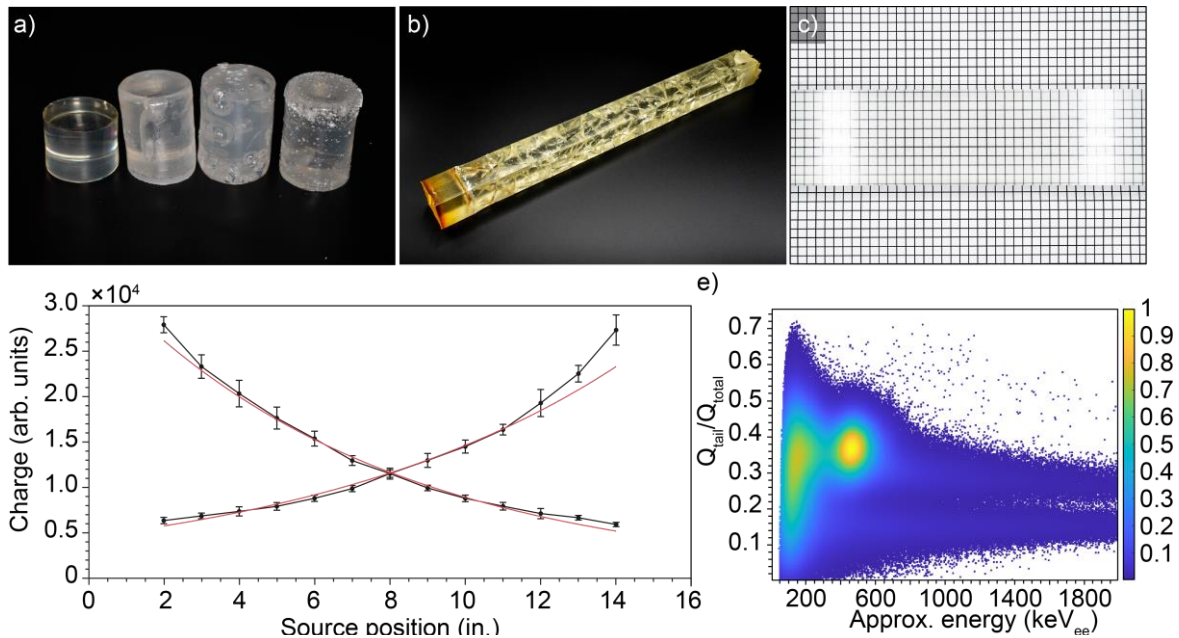 a)
b)
c)
×10⁴
3.0
2.5
2.0
1.5
1.0
0.5
0
Charge (arb. units)
0 2 4 6 8 10 12 14 16
Source position (in.)
e)
0.7
0.6
0.5
0.4
0.3
0.2
0.1
Q_tail/Q_total
200 600 1000 1400 1800
Approx. energy (keV_ee)
1
0.9
0.8
0.7
0.6
0.5
0.4
0.3
0.2
0.1